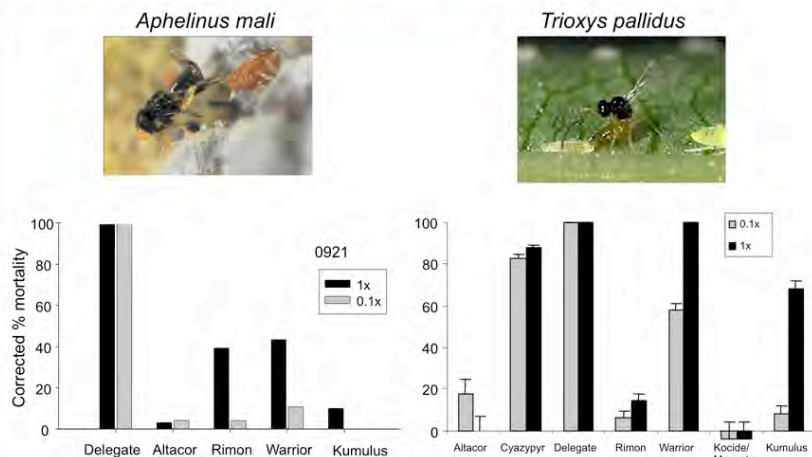 Aphelinus mali
Trioxys pallidus
Corrected % mortality
100
80
60
40
20
0
0921
1x
0.1x
Delegate Altacor Rimon Warrior Kumulus
100
80
60
40
20
0
0.1x
1x
Altacor Cyazypyr Delegate Rimon Warrior Kocide/ Kumulus